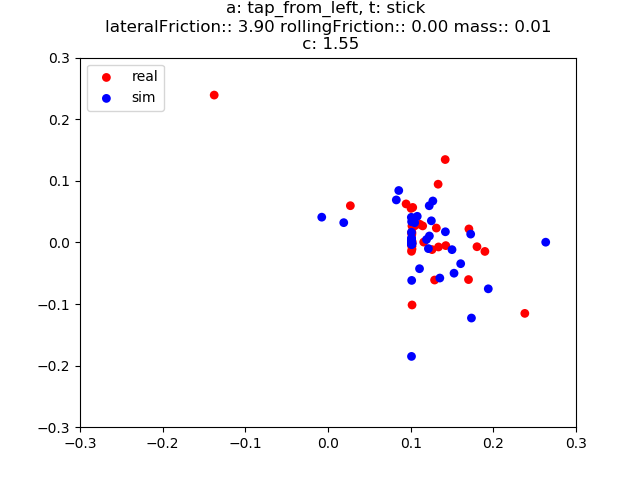 a: tap_from_left, t: stick
lateralFriction:: 3.90 rollingFriction:: 0.00 mass:: 0.01
c: 1.55
real
sim
0.3
0.2
0.1
0.0
−0.1
−0.2
−0.3
−0.3
−0.2
−0.1
0.0
0.1
0.2
0.3